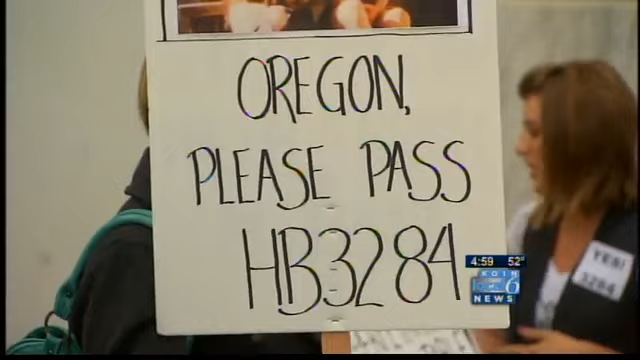 OREGON,
PLEASE PASS
HB3284
4:59 52°
KOIN
6
NEWS
YES!
3284